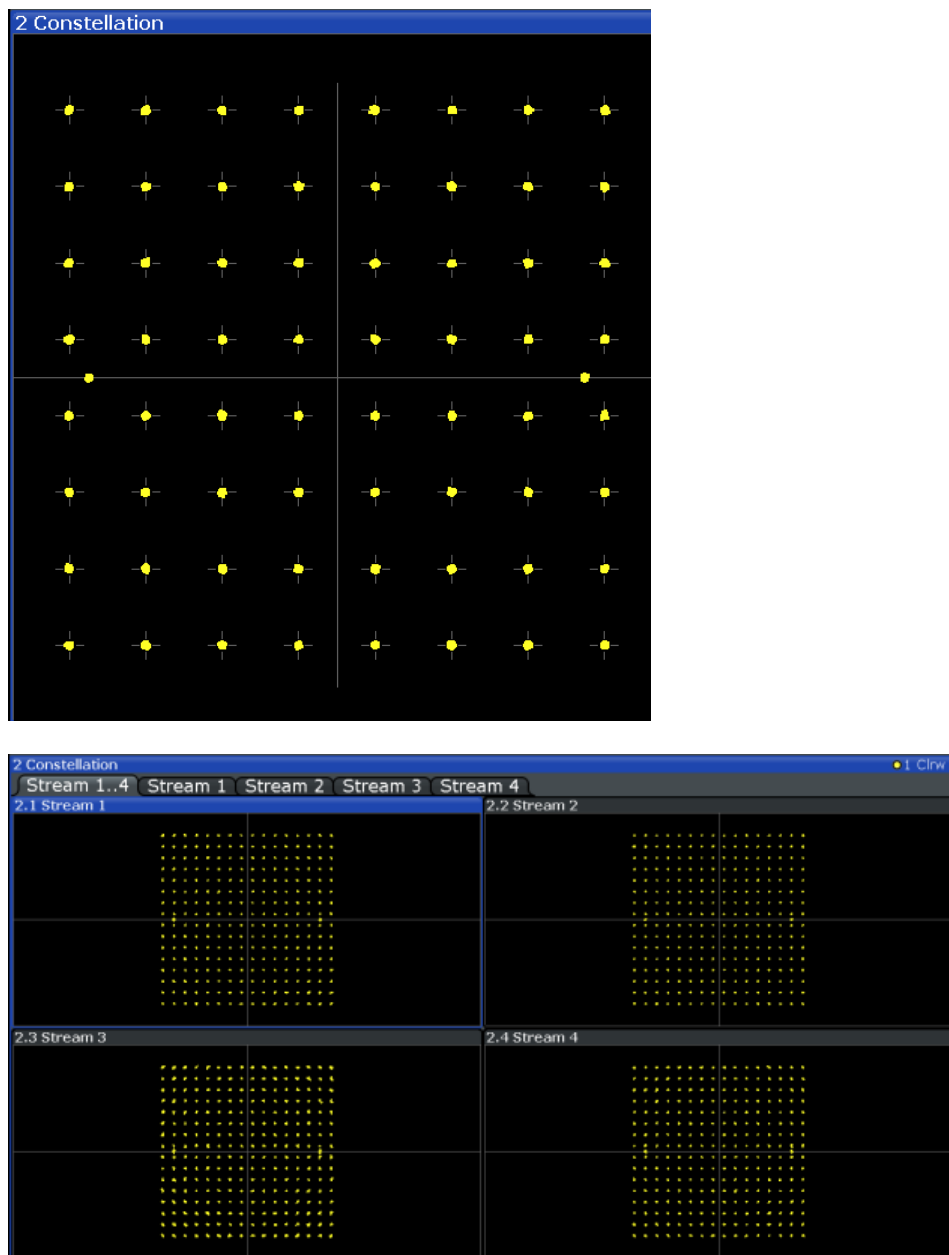 2 Constellation
2 Constellation 1 Clrw
Stream 1..4 Stream 1 Stream 2 Stream 3 Stream 4
2.1 Stream 1 2.2 Stream 2
2.3 Stream 3 2.4 Stream 4